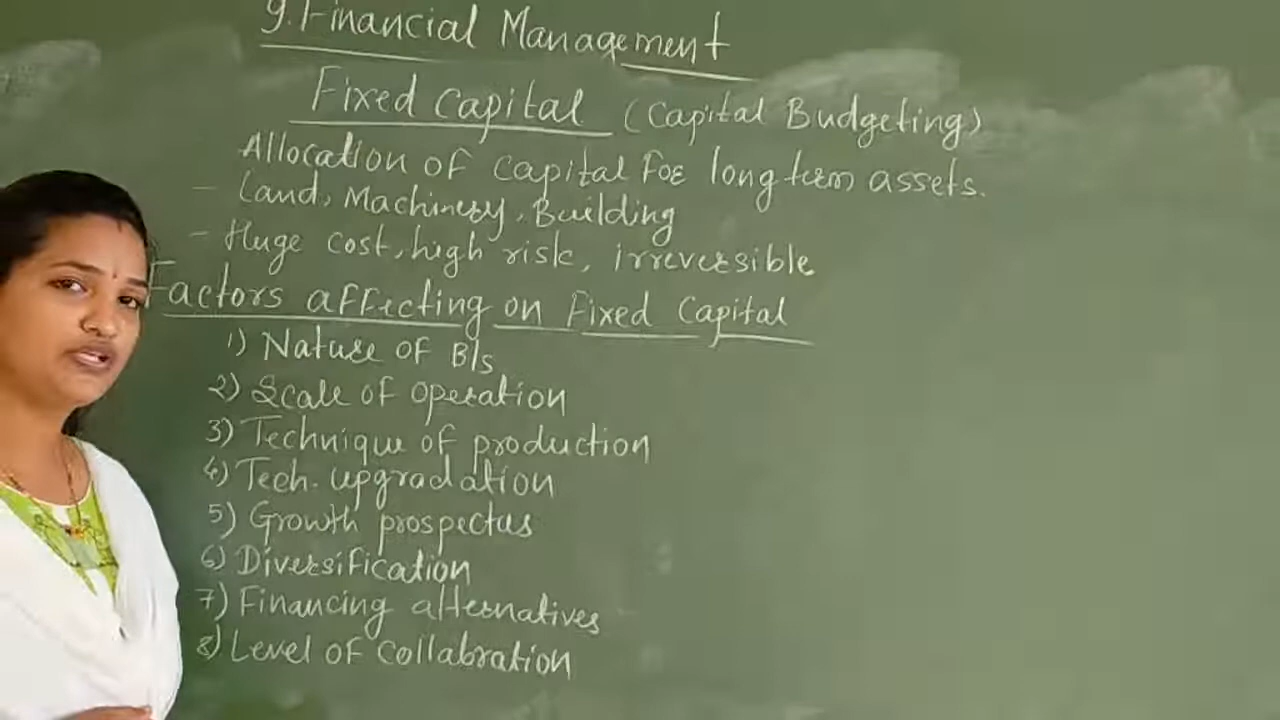 9. Financial Management
Fixed Capital (Capital Budgeting)
Allocation of Capital For long term assets.
- Land, Machinery, Building
- Huge cost, high risk, irreversible
Factors affecting on Fixed Capital
1) Nature of B/s
2) Scale of operation
3) Technique of production
4) Tech. upgradation
5) Growth prospectus
6) Diversification
7) Financing alternatives
8) Level of collabration